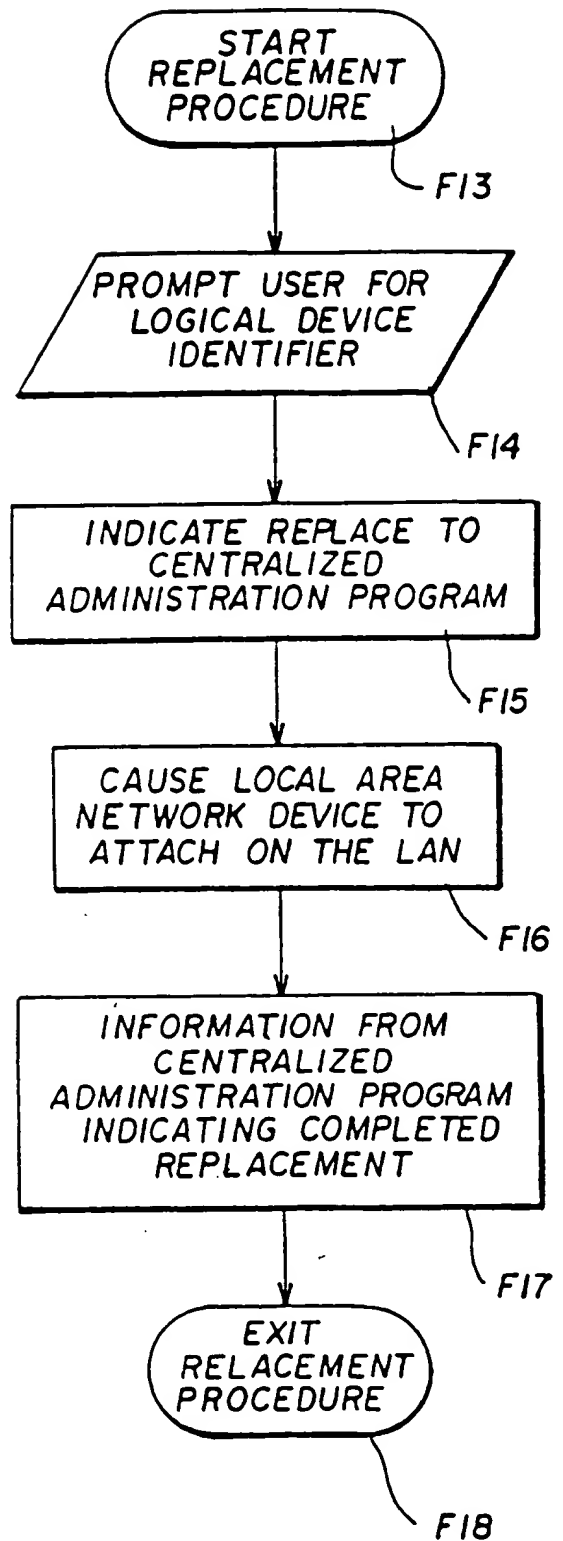 START
REPLACEMENT
PROCEDURE
F13
PROMPT USER FOR
LOGICAL DEVICE
IDENTIFIER
F14
INDICATE REPLACE TO
CENTRALIZED
ADMINISTRATION PROGRAM
F15
CAUSE LOCAL AREA
NETWORK DEVICE TO
ATTACH ON THE LAN
F16
INFORMATION FROM
CENTRALIZED
ADMINISTRATION PROGRAM
INDICATING COMPLETED
REPLACEMENT
F17
EXIT
RELACEMENT
PROCEDURE
F18